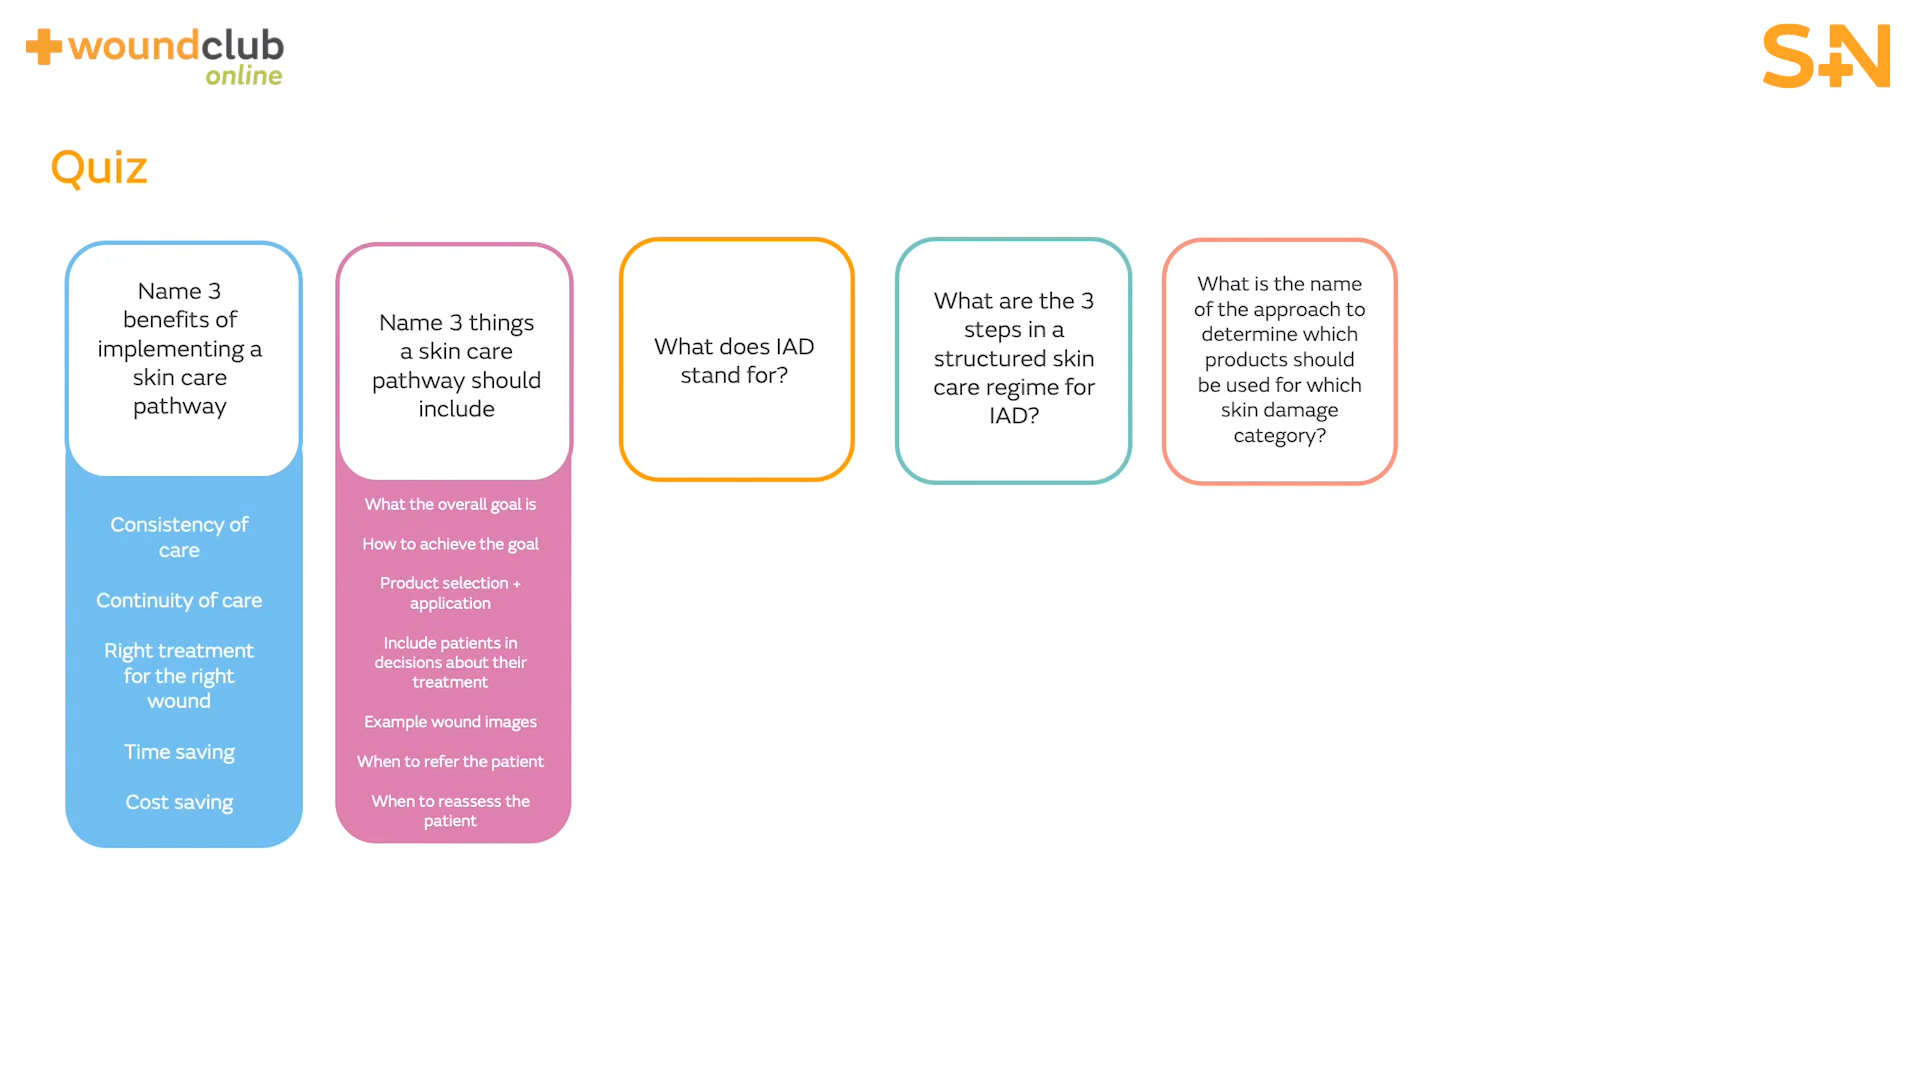 woundclub
online
S+N
Quiz
Name 3
benefits of
implementing a
skin care
pathway
Consistency of
care
Continuity of care
Right treatment
for the right
wound
Time saving
Cost saving
Name 3 things
a skin care
pathway should
include
What the overall goal is
How to achieve the goal
Product selection +
application
Include patients in
decisions about their
treatment
Example wound images
When to refer the patient
When to reassess the
patient
What does IAD
stand for?
What are the 3
steps in a
structured skin
care regime for
IAD?
What is the name
of the approach to
determine which
products should
be used for which
skin damage
category?